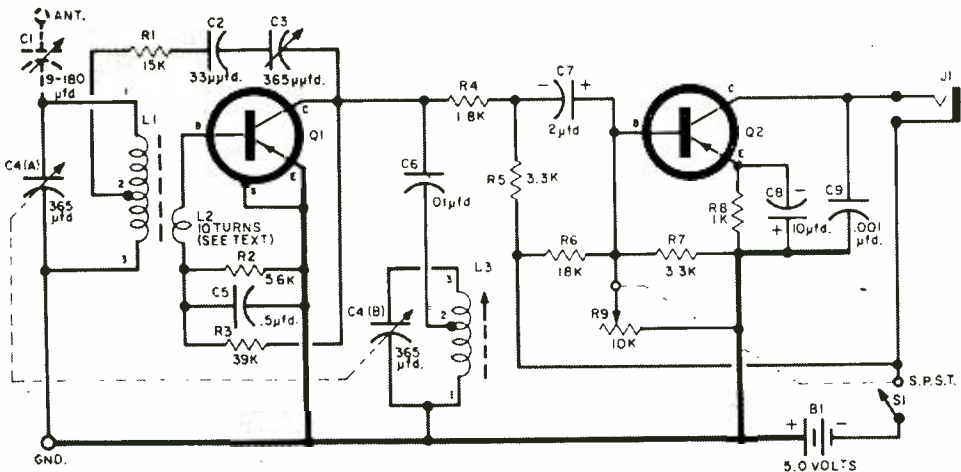 ANT.
C1
9-180
µfd
R1
15K
C2
33µµfd.
C3
365µµfd.
1
L1
2
3
C4(A)
365
µfd
B
C
Q1
E
S
L2
10 TURNS
(SEE TEXT)
R2
5.6K
C5
.5µfd.
R3
39K
GND.
R4
1.8K
C6
.01µfd
R5
3.3K
C7
- +
2µfd
L3
3
2
1
C4(B)
365
µfd.
R6
18K
R7
3.3K
R9
10K
B
C
Q2
E
R8
1K
C8
-
+
10µfd.
C9
.001
µfd.
J1
S.P.S.T.
S1
+ B1 -
5.0 VOLTS